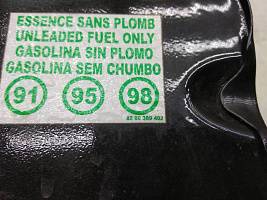 ESSENCE SANS PLOMB
UNLEADED FUEL ONLY
GASOLINA SIN PLOMO
GASOLINA SEM CHUMBO
91 95 98